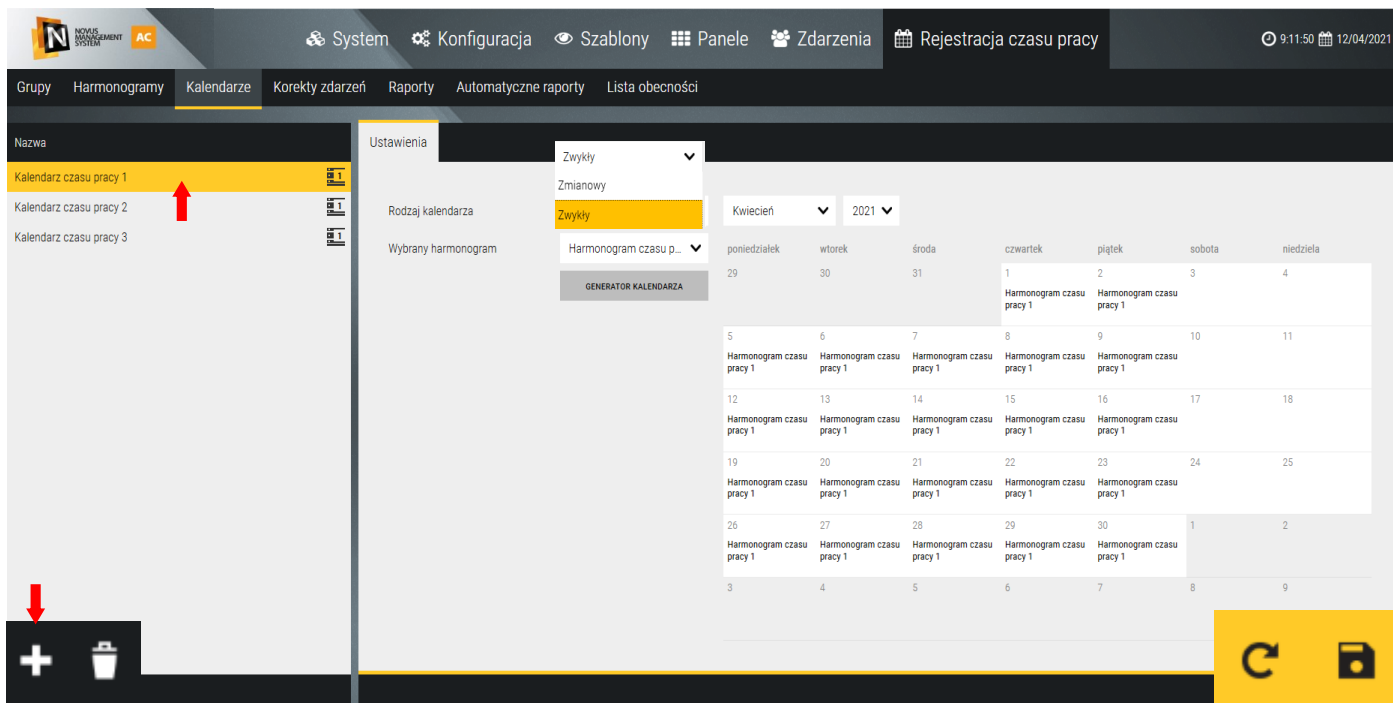 NOVUS MANAGEMENT SYSTEM AC
System Konfiguracja Szablony Panele Zdarzenia Rejestracja czasu pracy 9:11:50 12/04/2021
Grupy Harmonogramy Kalendarze Korekty zdarzeń Raporty Automatyczne raporty Lista obecności
Nazwa
Kalendarz czasu pracy 1 1
Kalendarz czasu pracy 2 1
Kalendarz czasu pracy 3 1
Ustawienia
Zwykły
Zmianowy
Zwykły
Rodzaj kalendarza
Wybrany harmonogram Harmonogram czasu p...
GENERATOR KALENDARZA
Kwiecień 2021
poniedziałek wtorek środa czwartek piątek sobota niedziela
29 30 31 1 2 3 4
Harmonogram czasu Harmonogram czasu
pracy 1 pracy 1
5 6 7 8 9 10 11
Harmonogram czasu Harmonogram czasu Harmonogram czasu Harmonogram czasu Harmonogram czasu
pracy 1 pracy 1 pracy 1 pracy 1 pracy 1
12 13 14 15 16 17 18
Harmonogram czasu Harmonogram czasu Harmonogram czasu Harmonogram czasu Harmonogram czasu
pracy 1 pracy 1 pracy 1 pracy 1 pracy 1
19 20 21 22 23 24 25
Harmonogram czasu Harmonogram czasu Harmonogram czasu Harmonogram czasu Harmonogram czasu
pracy 1 pracy 1 pracy 1 pracy 1 pracy 1
26 27 28 29 30 1 2
Harmonogram czasu Harmonogram czasu Harmonogram czasu Harmonogram czasu Harmonogram czasu
pracy 1 pracy 1 pracy 1 pracy 1 pracy 1
3 4 5 6 7 8 9